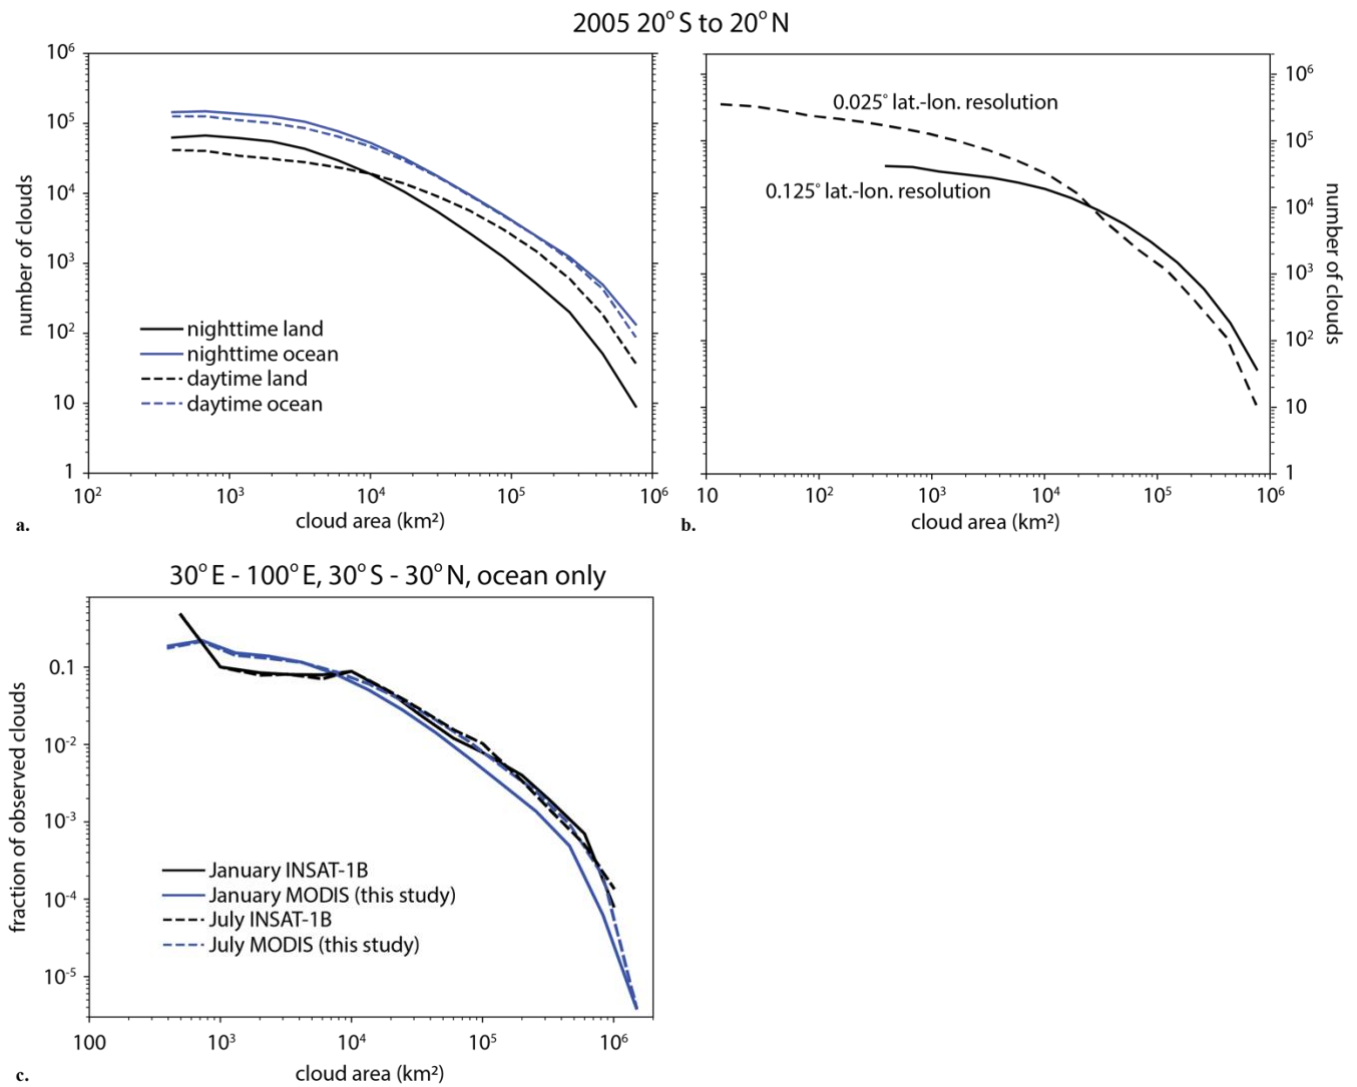 2005 20° S to 20° N
10⁶
10⁵
10⁴
10³
10²
10
1
number of clouds
nighttime land
nighttime ocean
daytime land
daytime ocean
10² 10³ 10⁴ 10⁵ 10⁶
cloud area (km²)
a.
0.025° lat.-lon. resolution
0.125° lat.-lon. resolution
10⁶
10⁵
10⁴
10³
10²
10
1
number of clouds
10 10² 10³ 10⁴ 10⁵ 10⁶
cloud area (km²)
b.
30° E - 100° E, 30° S - 30° N, ocean only
0.1
10⁻²
10⁻³
10⁻⁴
10⁻⁵
fraction of observed clouds
January INSAT-1B
January MODIS (this study)
July INSAT-1B
July MODIS (this study)
100 10³ 10⁴ 10⁵ 10⁶
cloud area (km²)
c.